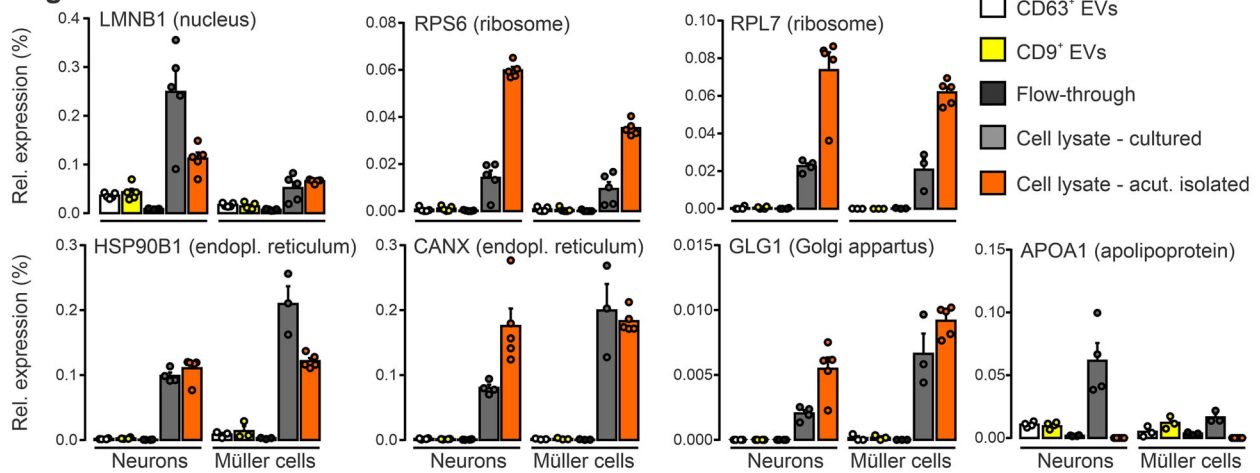 LMNB1 (nucleus)
Rel. expression (%)
0.4
0.3
0.2
0.1
0.0
RPS6 (ribosome)
0.08
0.06
0.04
0.02
0.00
RPL7 (ribosome)
0.10
0.08
0.06
0.04
0.02
0.00
CD63⁺ EVs
CD9⁺ EVs
Flow-through
Cell lysate - cultured
Cell lysate - acut. isolated
HSP90B1 (endopl. reticulum)
Rel. expression (%)
0.3
0.2
0.1
0.0
Neurons Müller cells
CANX (endopl. reticulum)
0.3
0.2
0.1
0.0
Neurons Müller cells
GLG1 (Golgi appartus)
0.015
0.010
0.005
0.000
Neurons Müller cells
APOA1 (apolipoprotein)
0.15
0.10
0.05
0.00
Neurons Müller cells